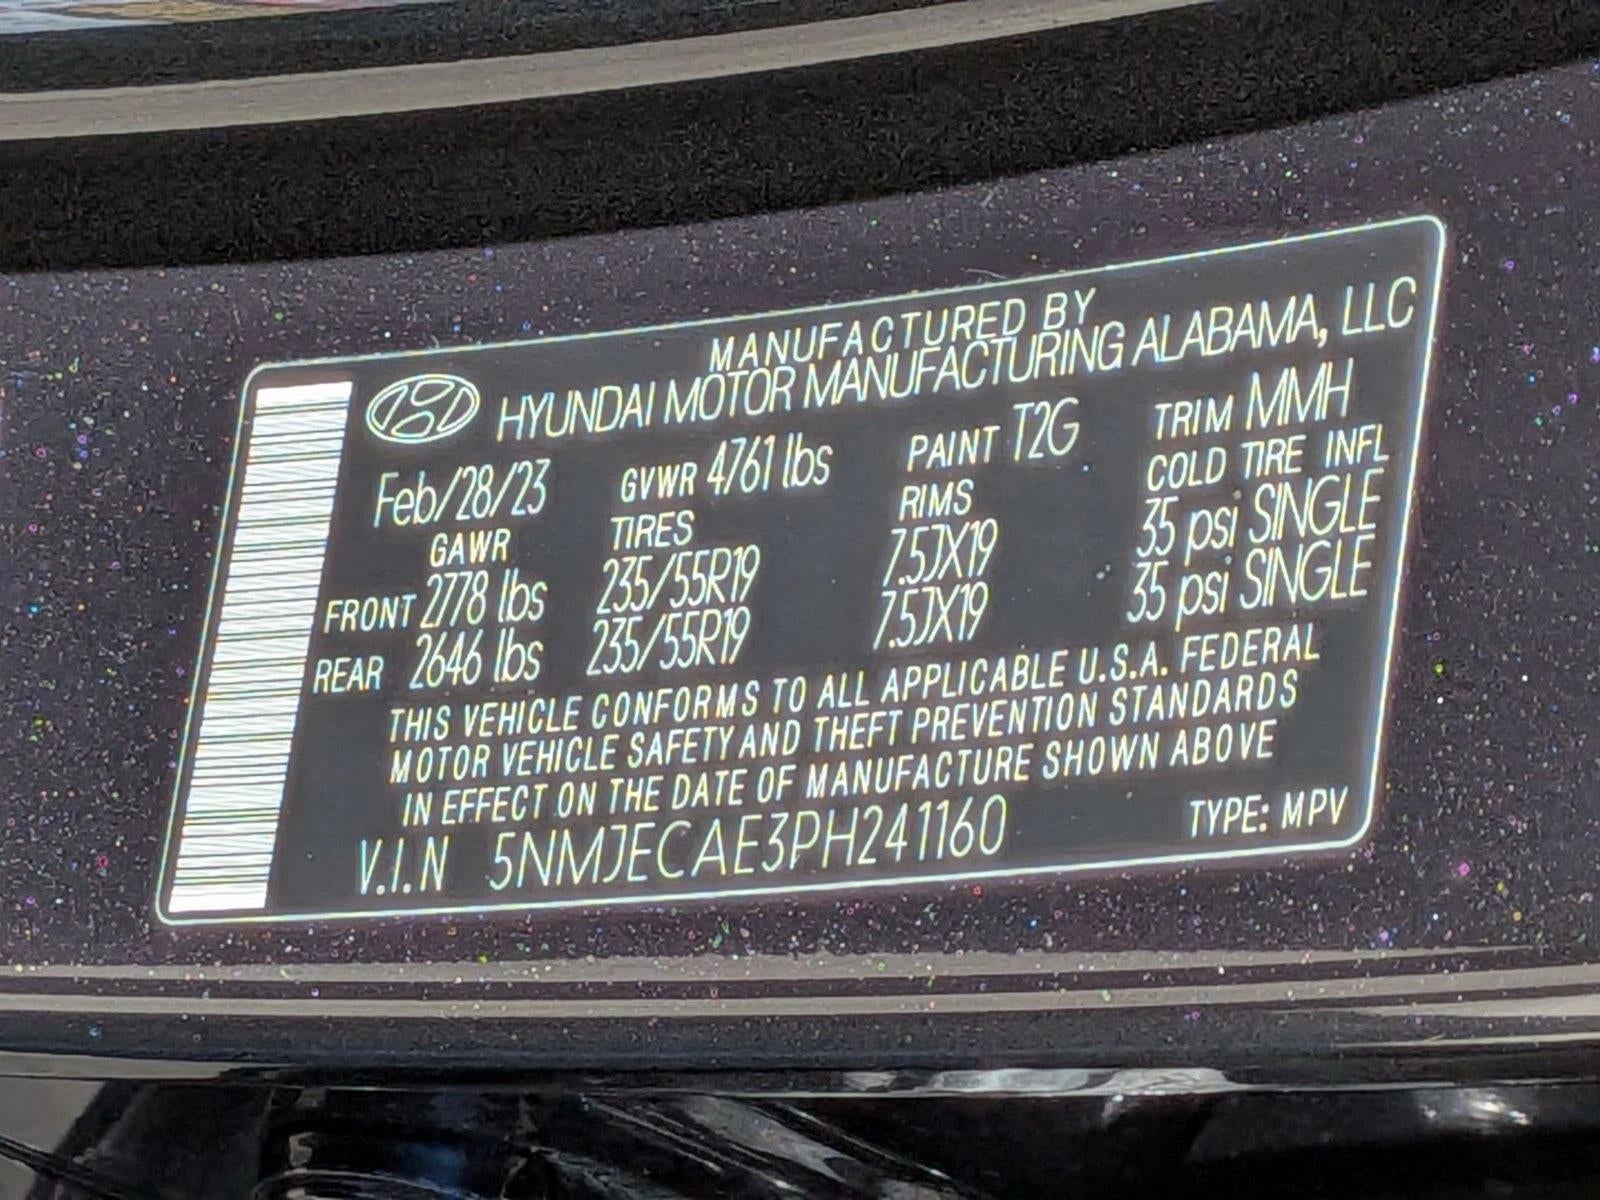 MANUFACTURED BY
HYUNDAI MOTOR MANUFACTURING ALABAMA, LLC
Feb/28/23 GVWR 4761 lbs PAINT T2G TRIM MMH
GAWR TIRES RIMS COLD TIRE INFL
FRONT 2778 lbs 235/55R19 7.5JX19 35 psi SINGLE
REAR 2646 lbs 235/55R19 7.5JX19 35 psi SINGLE
THIS VEHICLE CONFORMS TO ALL APPLICABLE U.S.A. FEDERAL
MOTOR VEHICLE SAFETY AND THEFT PREVENTION STANDARDS
IN EFFECT ON THE DATE OF MANUFACTURE SHOWN ABOVE
V.I.N 5NMJECAE3PH241160 TYPE: MPV